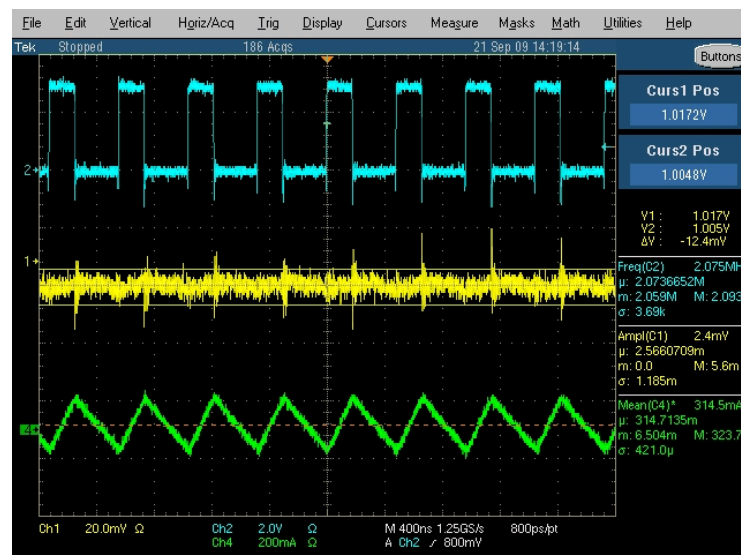 File Edit Vertical Horiz/Acq Trig Display Cursors Measure Masks Math Utilities Help
Tek Stopped 186 Acqs 21 Sep 09 14:19:14
Buttons
Curs1 Pos
1.0172V
Curs2 Pos
1.0048V
V1 : 1.017V
V2 : 1.005V
ΔV : -12.4mV
Freq(C2) 2.075MH
µ: 2.0736652M
m: 2.059M M: 2.093
σ: 3.69k
Ampl(C1) 2.4mV
µ: 2.5660709m
m: 0.0 M: 5.6m
σ: 1.185m
Mean(C4)* 314.5mA
µ: 314.7135m
m: 6.504m M: 323.7
σ: 421.0µ
2
1
4
Ch1 20.0mV Ω Ch2 2.0V Ω M 400ns 1.25GS/s 800ps/pt
Ch4 200mA Ω A Ch2 ∕ 800mV